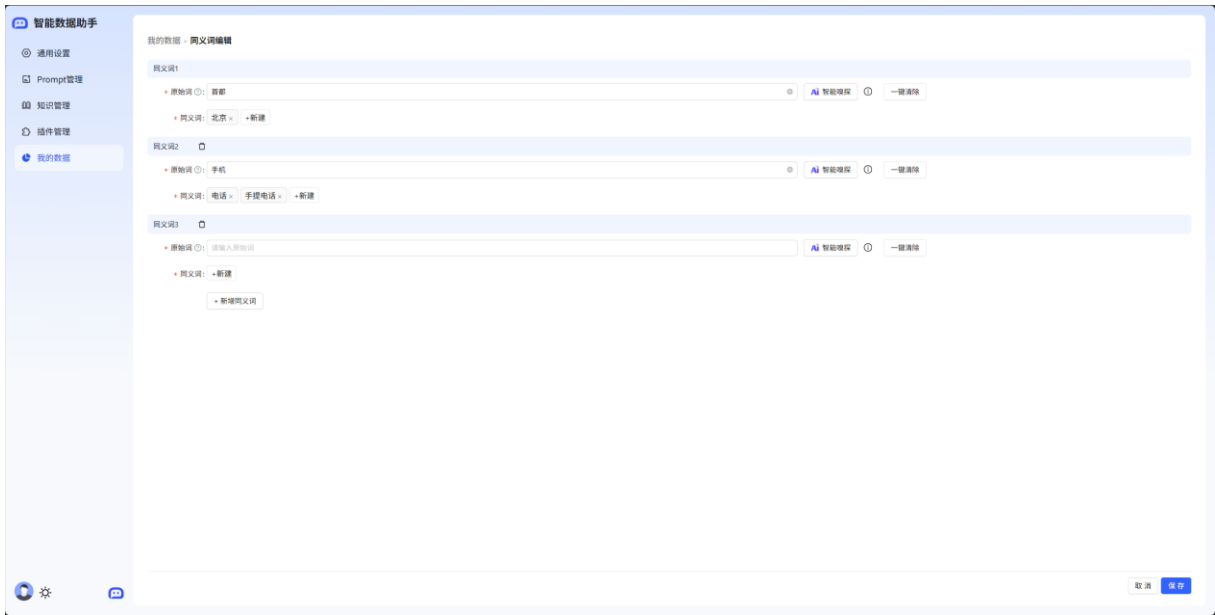 智能数据助手
通用设置
Prompt管理
知识管理
插件管理
我的数据
我的数据 > 同义词编辑
同义词1
* 原始词 ?: 首都 Ai 智能嗅探 一键清除
* 同义词: 北京 × +新建
同义词2
* 原始词 ?: 手机 Ai 智能嗅探 一键清除
* 同义词: 电话 × 手提电话 × +新建
同义词3
* 原始词 ?: 请输入原始词 Ai 智能嗅探 一键清除
* 同义词: +新建
+ 新增同义词
取 消 保 存